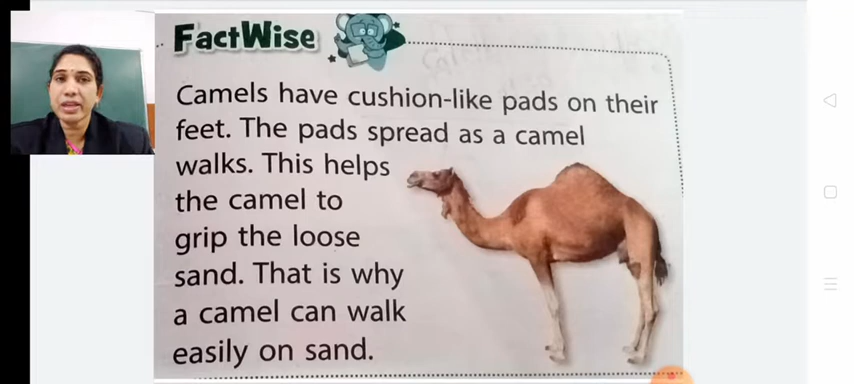 FactWise
Camels have cushion-like pads on their
feet. The pads spread as a camel
walks. This helps
the camel to
grip the loose
sand. That is why
a camel can walk
easily on sand.